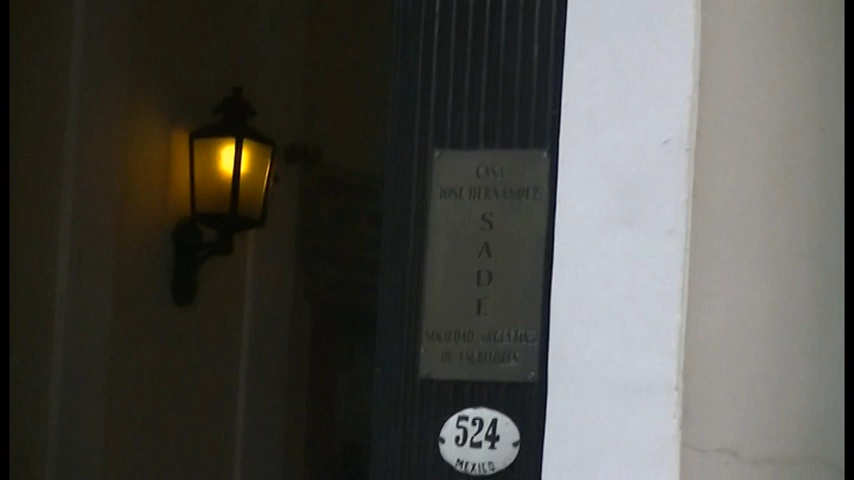 CASA
JOSE HERNANDEZ
S
A
D
E
SOCIEDAD ARGENTINA
DE ESCRITORES
524
MEXICO